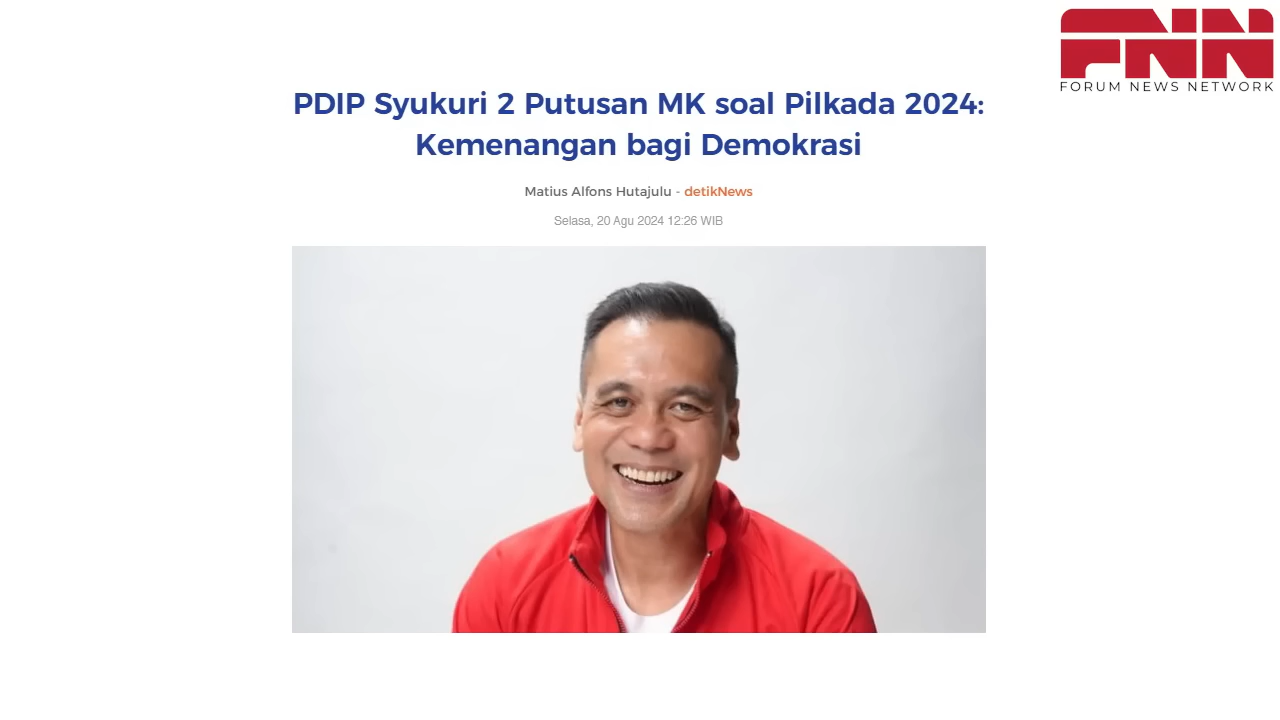 FNN
FORUM NEWS NETWORK
PDIP Syukuri 2 Putusan MK soal Pilkada 2024:
Kemenangan bagi Demokrasi
Matius Alfons Hutajulu - detikNews
Selasa, 20 Agu 2024 12:26 WIB